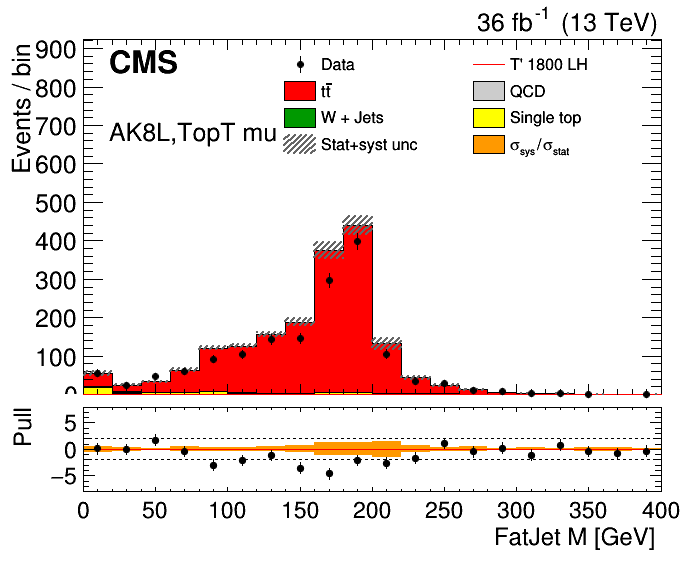 36 fb⁻¹ (13 TeV)
CMS
AK8L,TopT mu
Data
T' 1800 LH
tt̄
QCD
W + Jets
Single top
Stat+syst unc
σsys/σstat
Events / bin
900
800
700
600
500
400
300
200
100
0
Pull
5
0
−5
0 50 100 150 200 250 300 350 400
FatJet M [GeV]